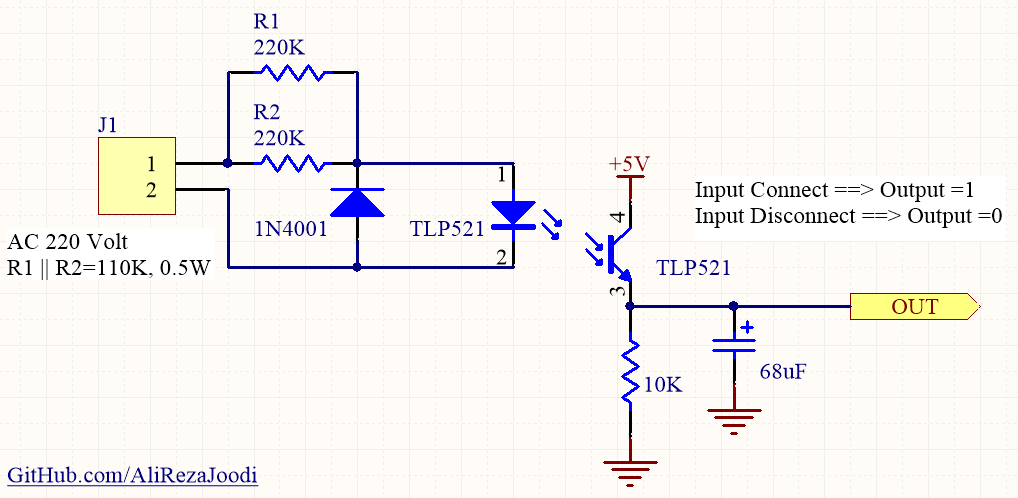 R1
220K
R2
220K
J1
1
2
1N4001
TLP521
1
2
+5V
4
3
TLP521
Input Connect ==> Output =1
Input Disconnect ==> Output =0
AC 220 Volt
R1 || R2=110K, 0.5W
OUT
+
10K
68uF
GitHub.com/AliRezaJoodi